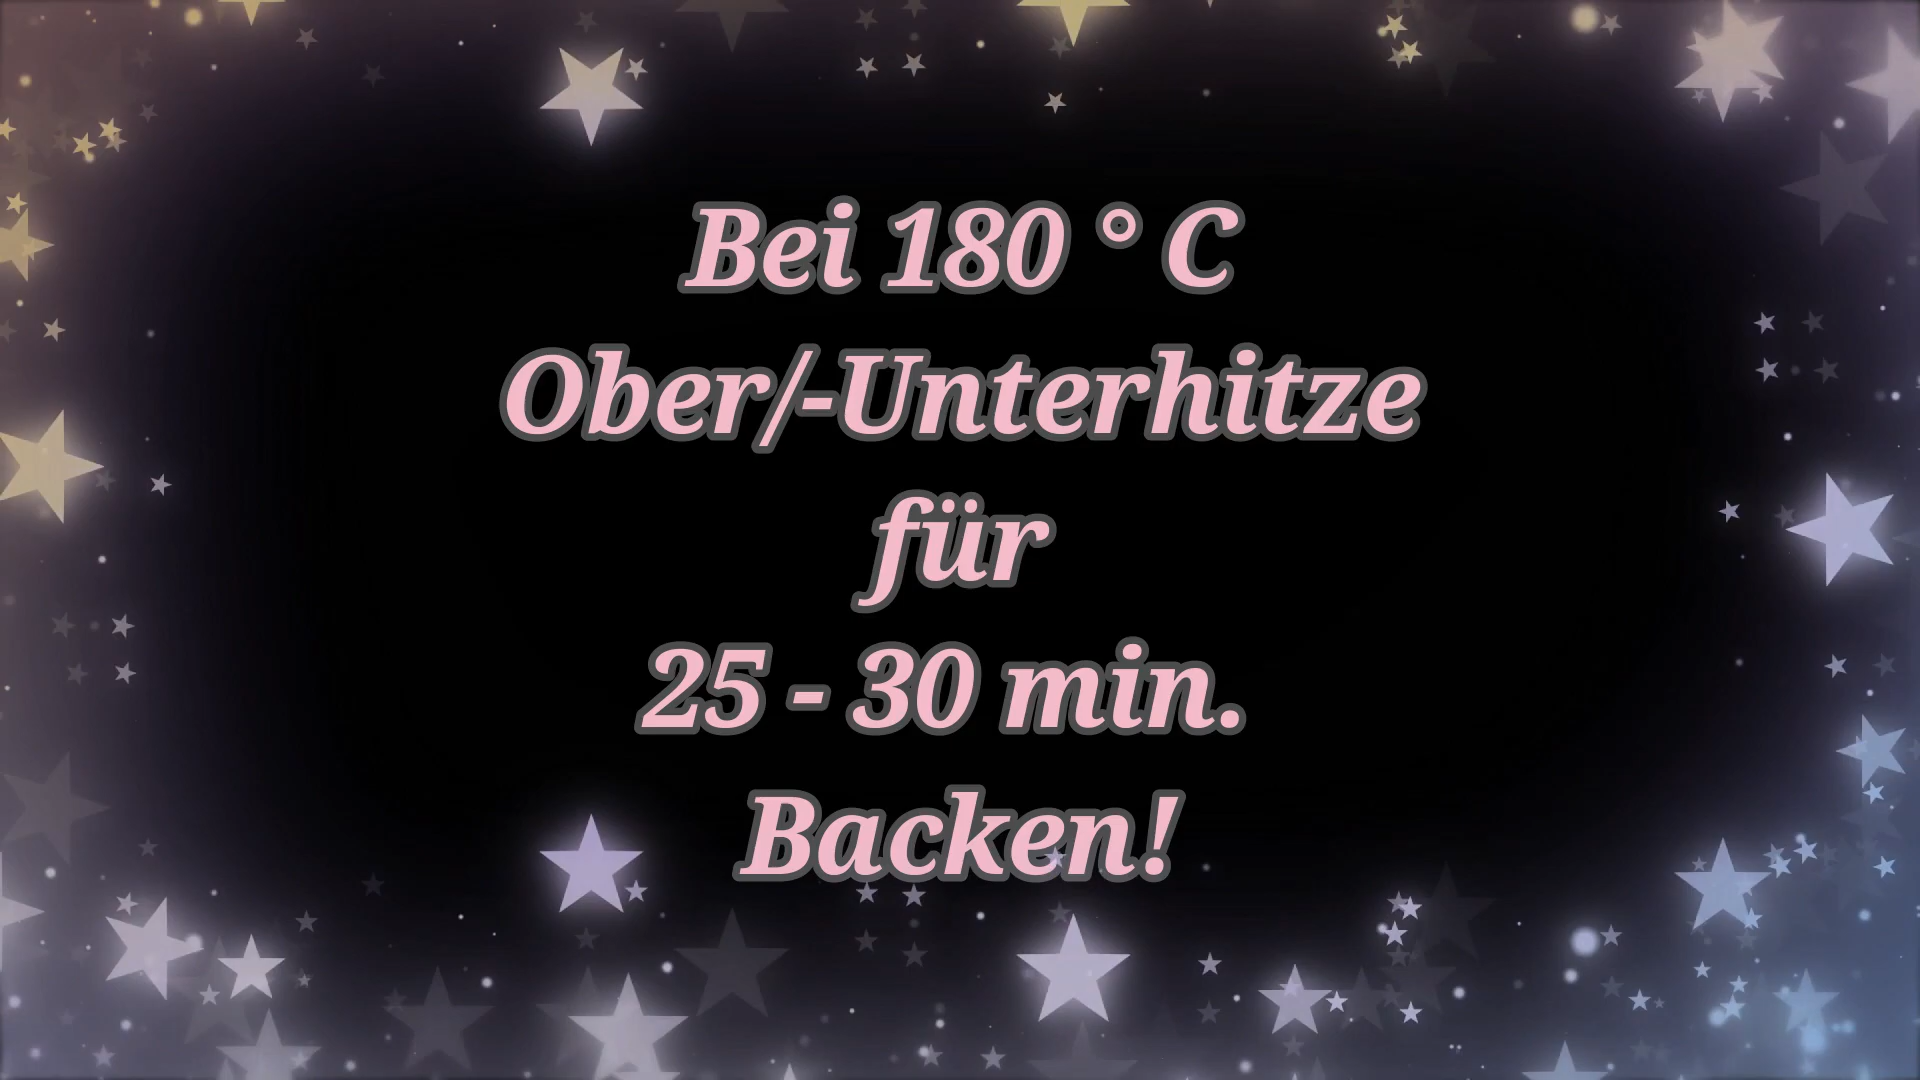 Bei 180 ° C
Ober/-Unterhitze
für
25 - 30 min.
Backen!